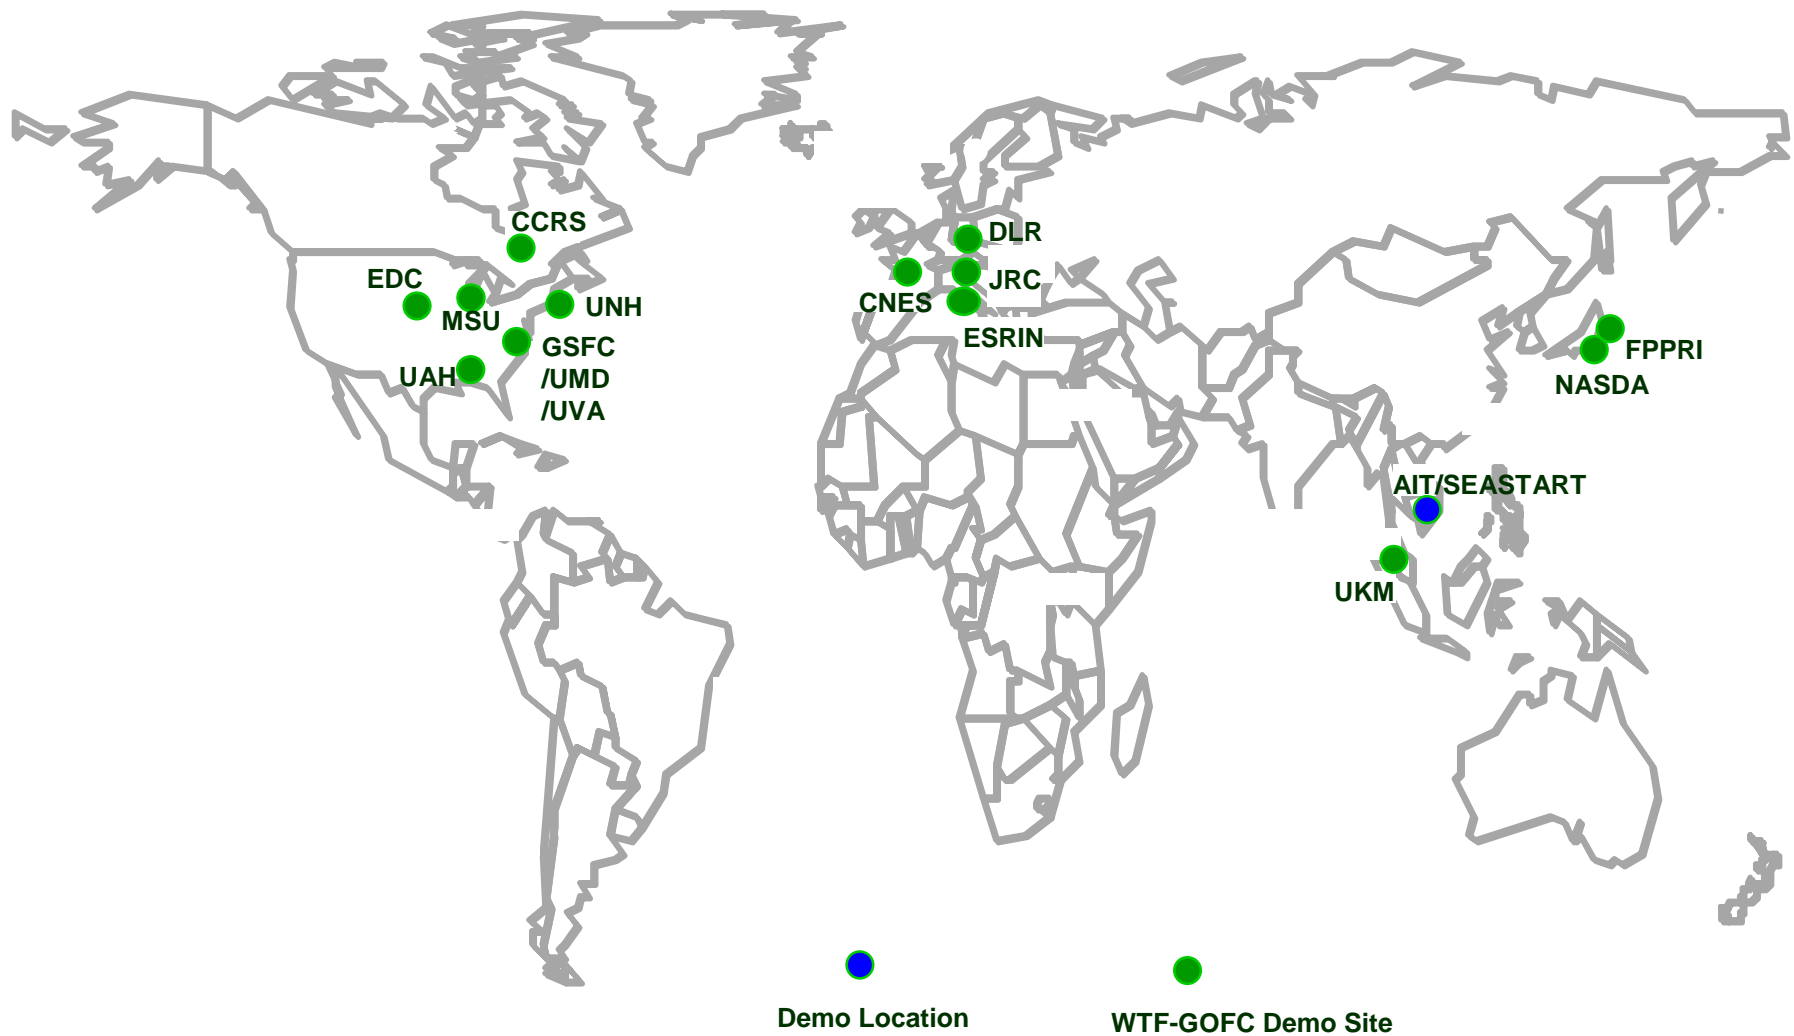 CCRS
EDC
MSU
UNH
GSFC
/UMD
/UVA
UAH
DLR
JRC
CNES
ESRIN
FPPRI
NASDA
AIT/SEASTART
UKM
Demo Location
WTF-GOFC Demo Site